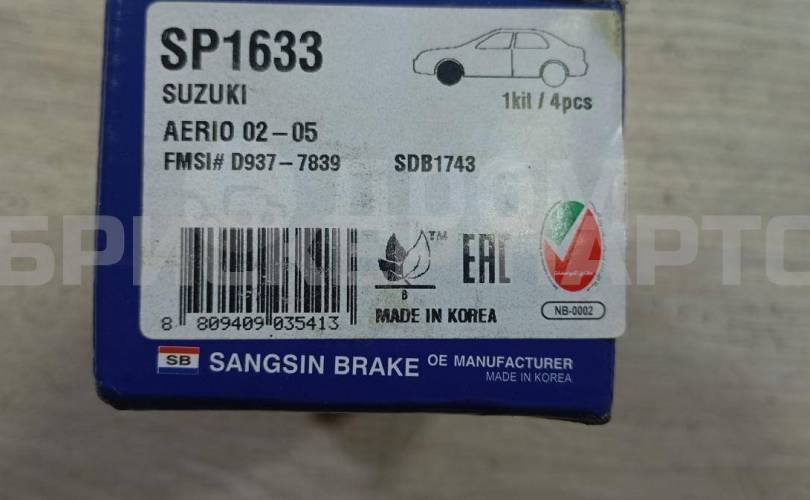 SP1633
1kit / 4pcs
SUZUKI
AERIO 02-05
FMSI# D937-7839 SDB1743
TM
B
EAC
NB-0002
8 809409 035413
MADE IN KOREA
SB SANGSIN BRAKE OE MANUFACTURER
MADE IN KOREA